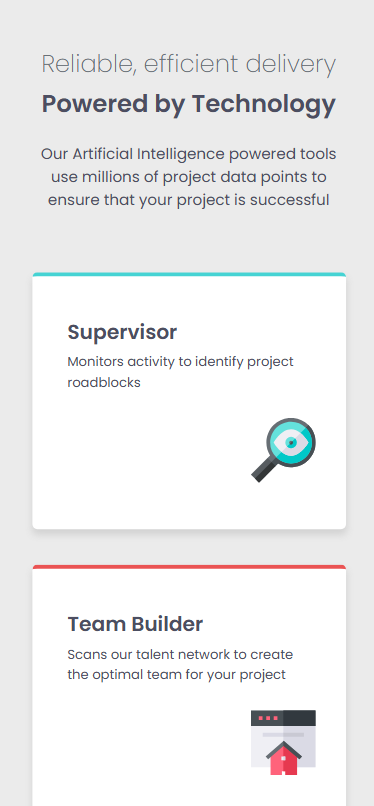 Reliable, efficient delivery
Powered by Technology
Our Artificial Intelligence powered tools
use millions of project data points to
ensure that your project is successful
Supervisor
Monitors activity to identify project
roadblocks
Team Builder
Scans our talent network to create
the optimal team for your project